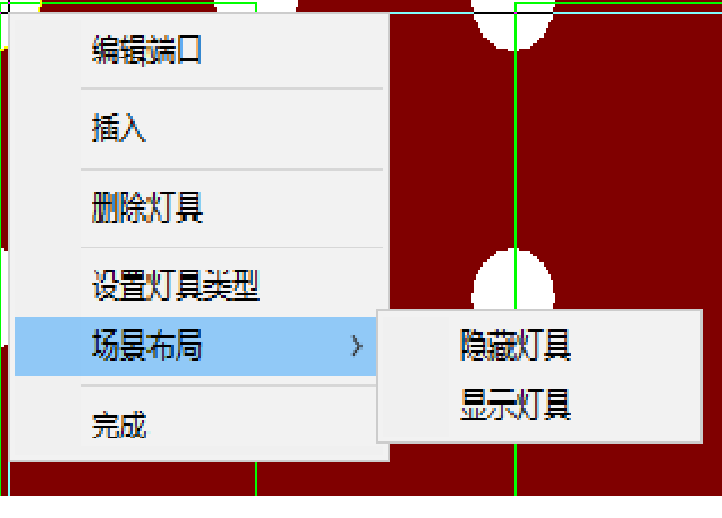 编辑端口
插入
删除灯具
设置灯具类型
场景布局
隐藏灯具
显示灯具
完成